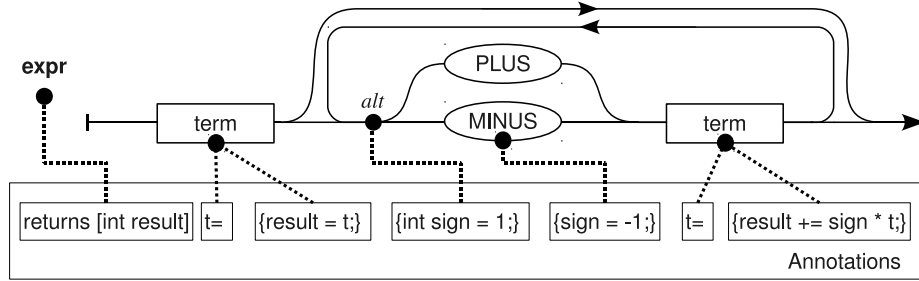 PLUS
expr
alt
term
MINUS
term
returns [int result] t= {result = t;} {int sign = 1;} {sign = -1;} t= {result += sign * t;}
Annotations